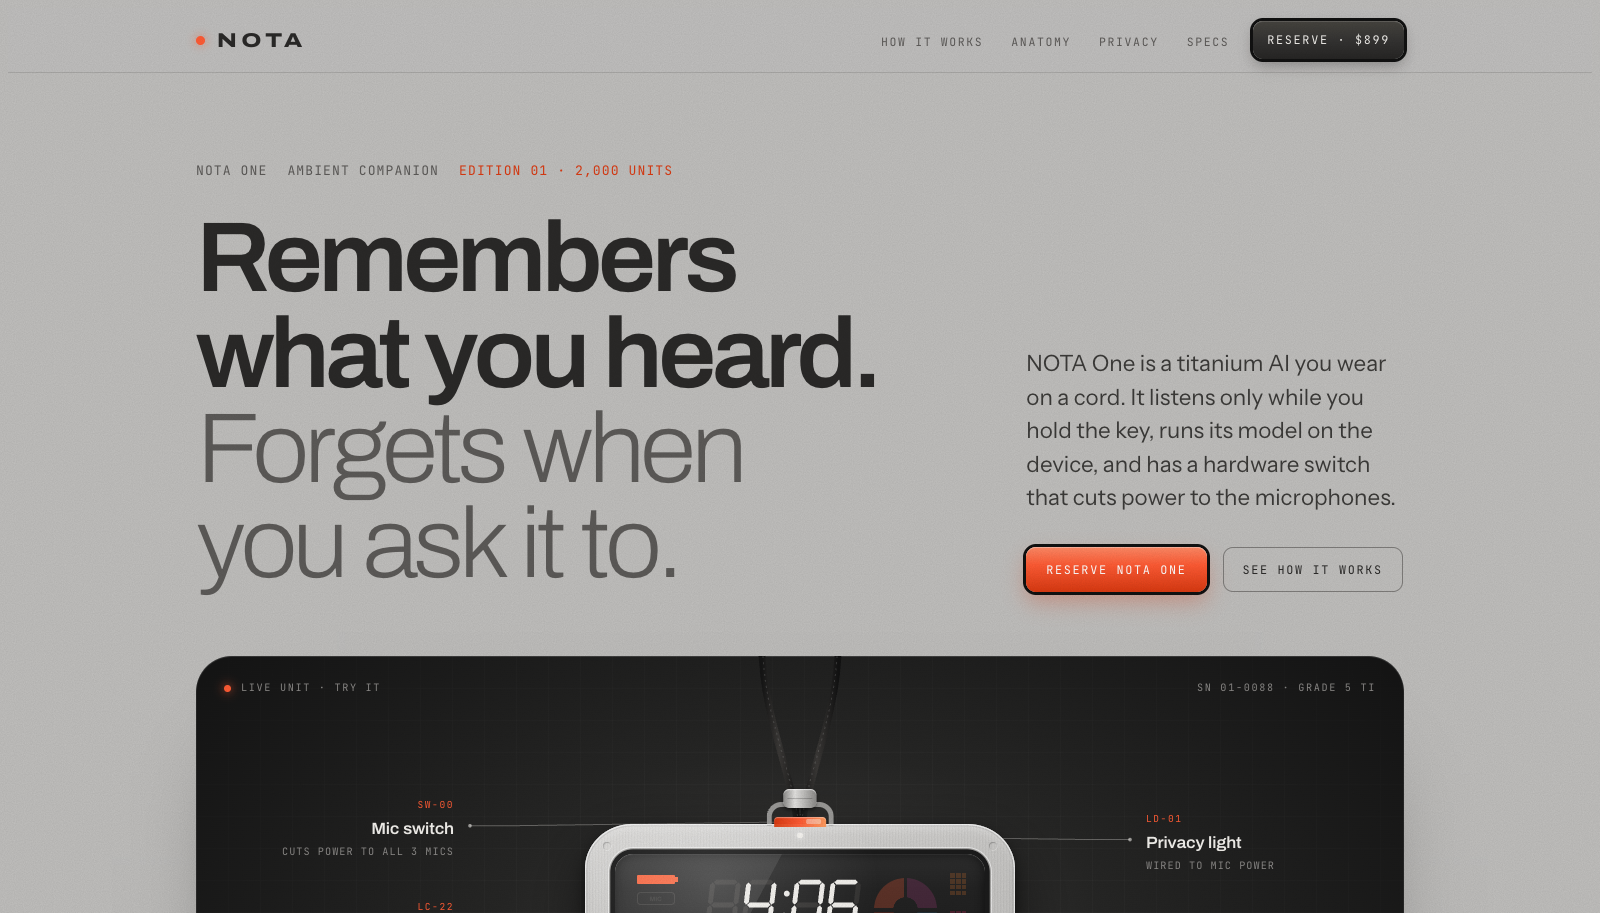 NOTA
HOW IT WORKS
ANATOMY
PRIVACY
SPECS
RESERVE · $899
NOTA ONE AMBIENT COMPANION EDITION 01 · 2,000 UNITS
Remembers
what you heard.
Forgets when
you ask it to.
NOTA One is a titanium AI you wear
on a cord. It listens only while you
hold the key, runs its model on the
device, and has a hardware switch
that cuts power to the microphones.
RESERVE NOTA ONE
SEE HOW IT WORKS
LIVE UNIT · TRY IT
SN 01-0088 · GRADE 5 TI
SW-00
Mic switch
CUTS POWER TO ALL 3 MICS
LD-01
Privacy light
WIRED TO MIC POWER
LC-22
4:06